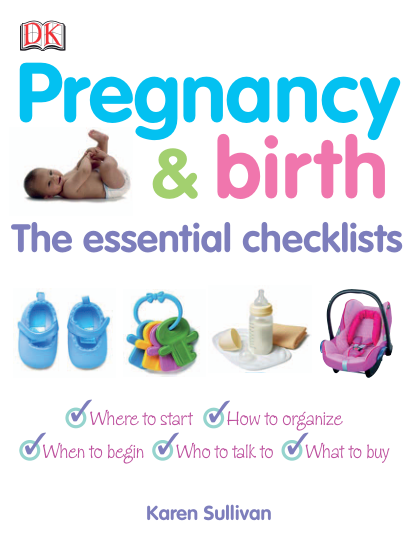 DK
Pregnancy
& birth
The essential checklists
Where to start How to organize
When to begin Who to talk to What to buy
Karen Sullivan